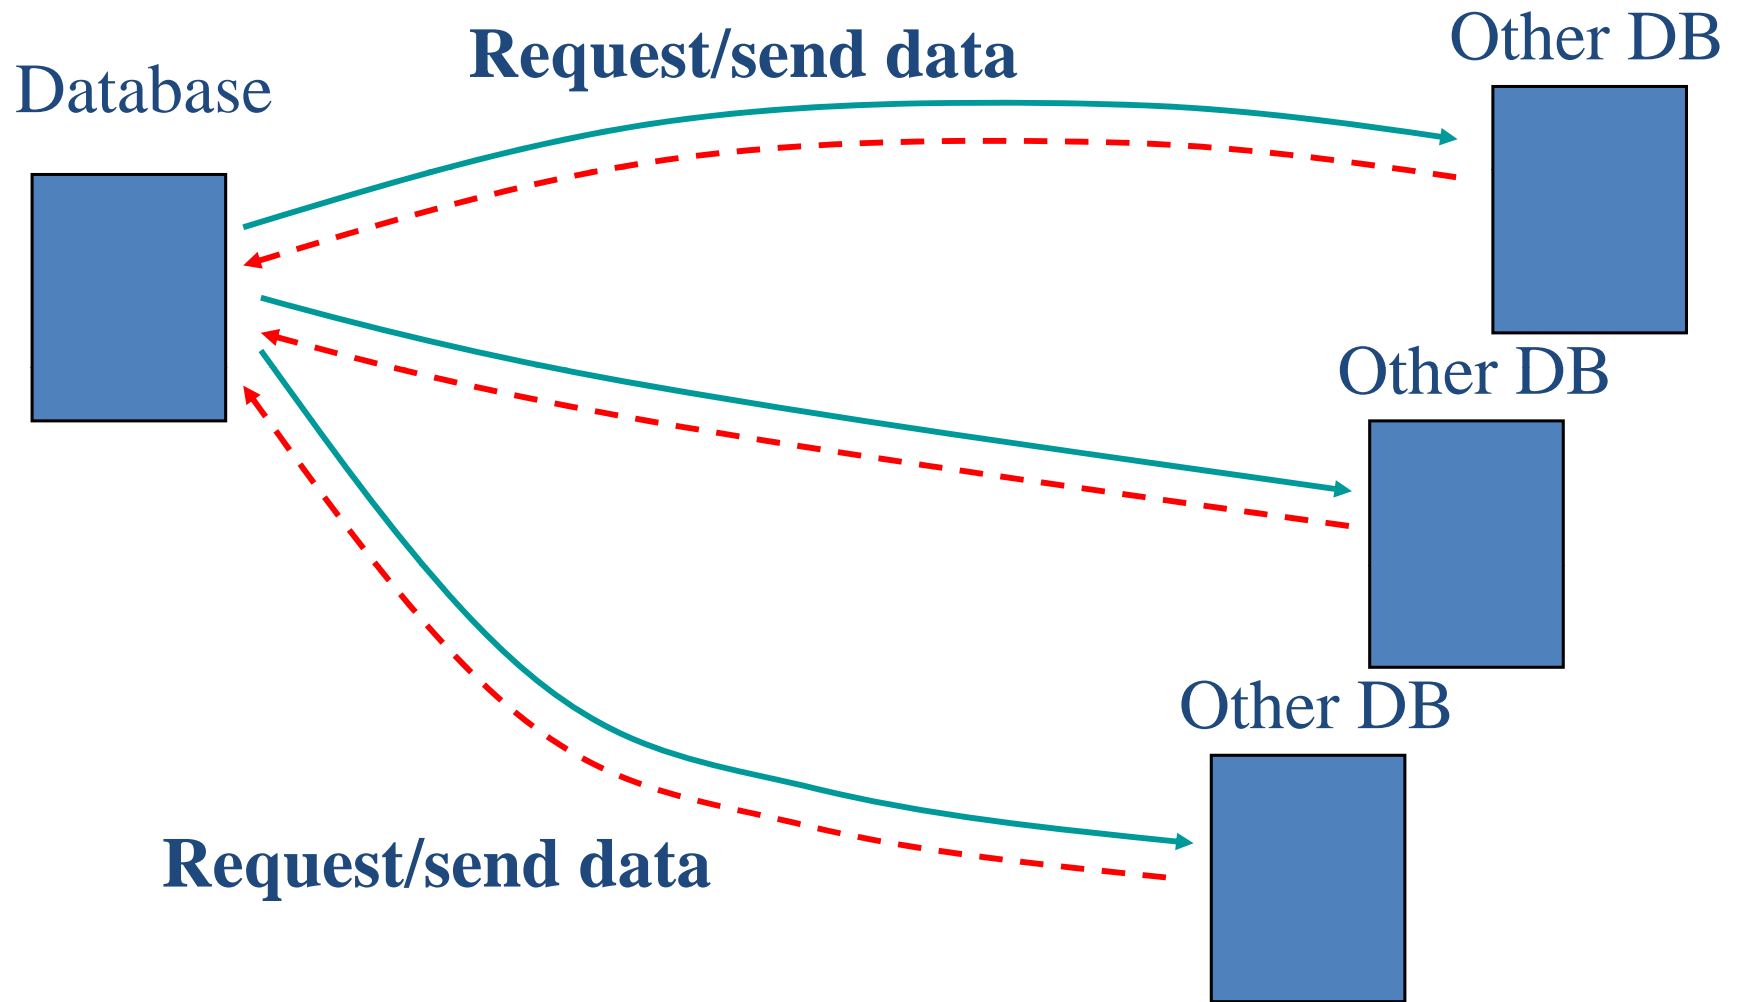 Request/send data
Other DB
Database
Other DB
Other DB
Request/send data